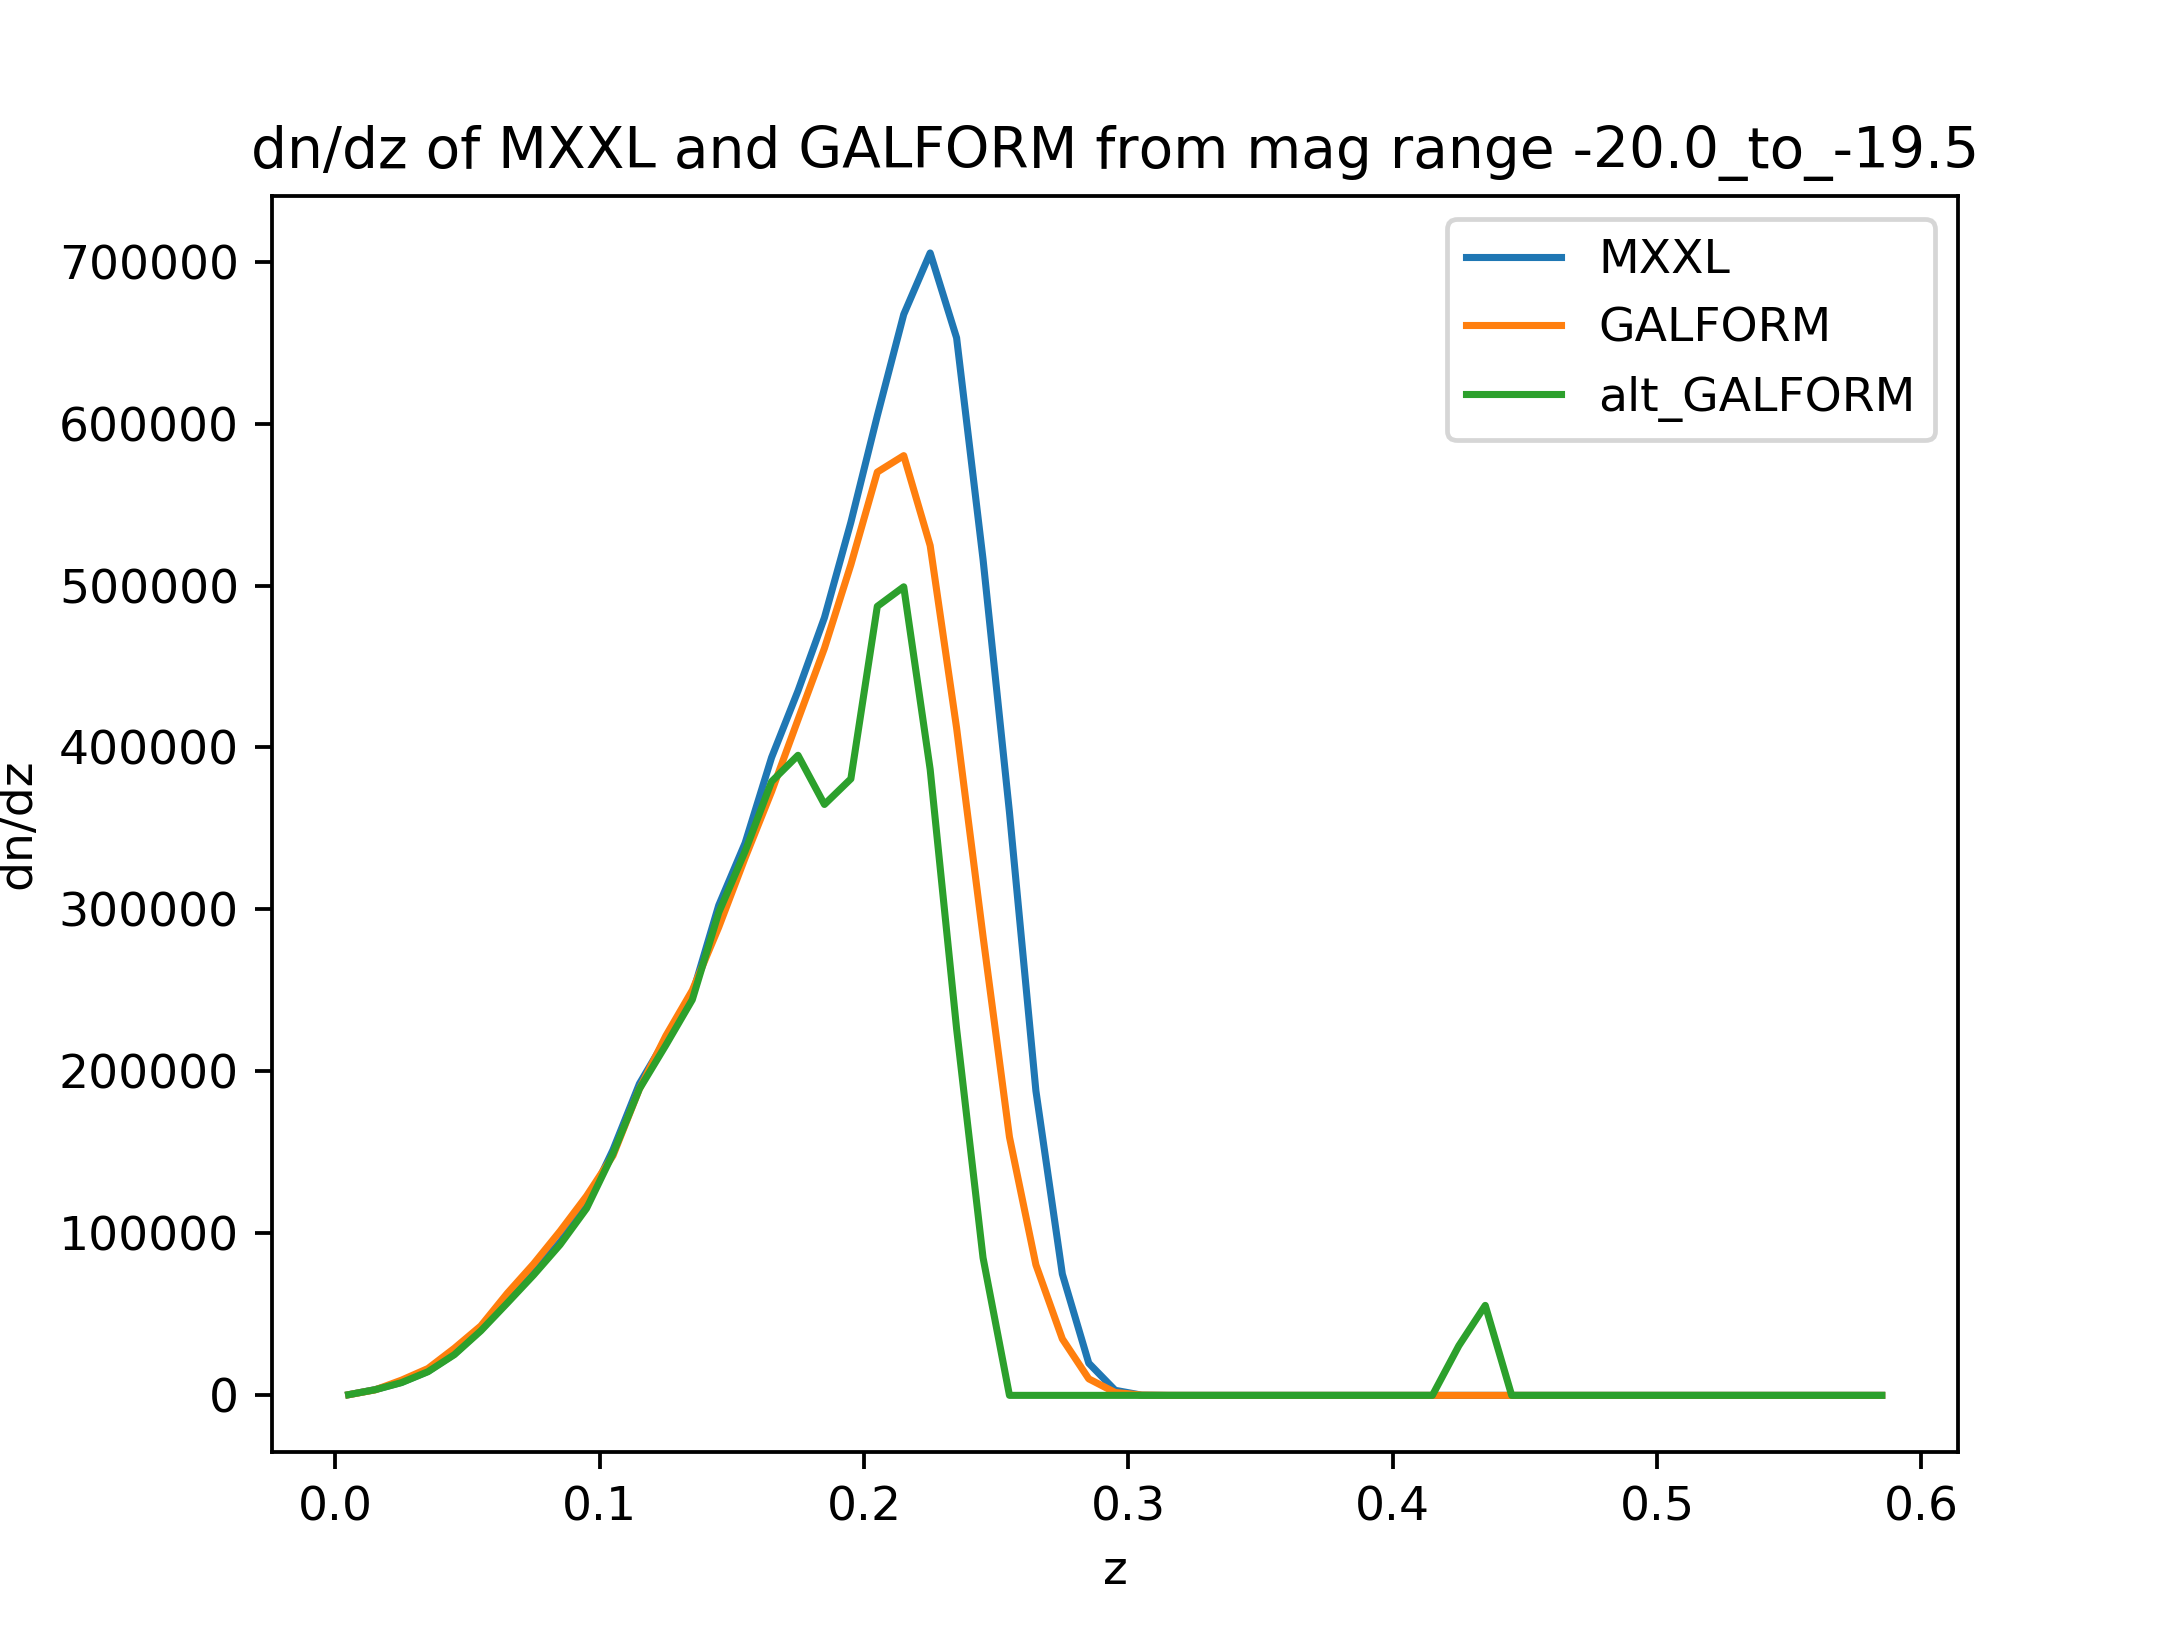 dn/dz of MXXL and GALFORM from mag range -20.0_to_-19.5
MXXL
GALFORM
alt_GALFORM
700000
600000
500000
400000
300000
200000
100000
0
dn/dz
0.0 0.1 0.2 0.3 0.4 0.5 0.6
z